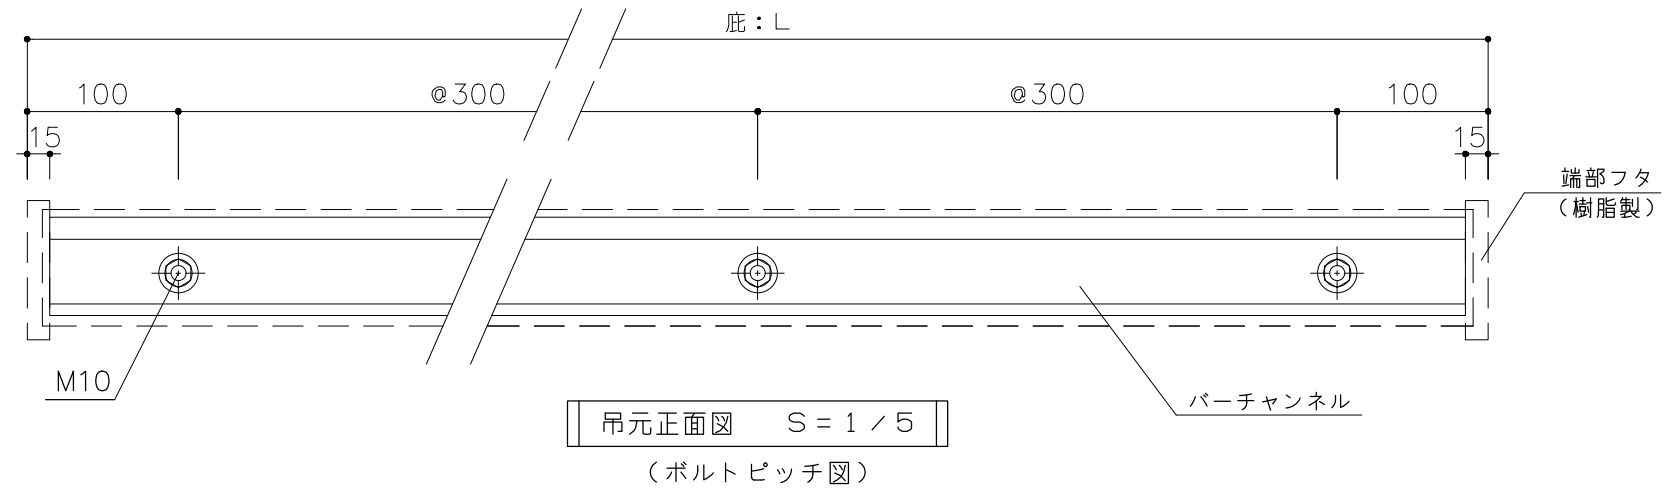 庇：L
100
@300
@300
100
15
15
端部フタ
（樹脂製）
M10
バーチャンネル
吊元正面図　S=1/5
（ボルトピッチ図）